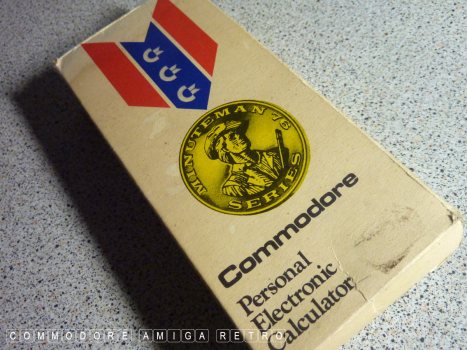 MINUTEMAN '76
SERIES
Commodore
Personal
Electronic
Calculator
COMMODORE AMIGA RETRO